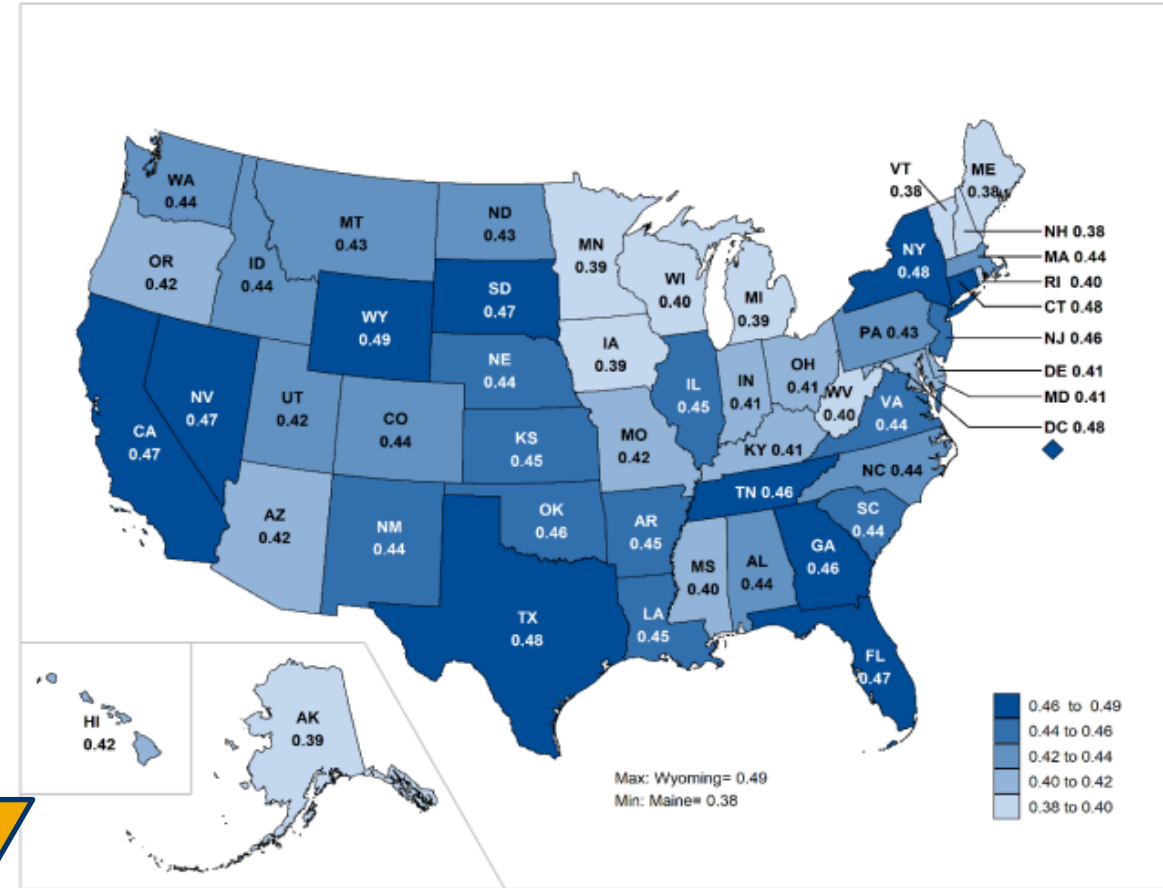 WA
0.44
OR
0.42
CA
0.47
NV
0.47
ID
0.44
MT
0.43
WY
0.49
UT
0.42
AZ
0.42
CO
0.44
NM
0.44
ND
0.43
SD
0.47
NE
0.44
KS
0.45
OK
0.46
TX
0.48
MN
0.39
IA
0.39
MO
0.42
AR
0.45
LA
0.45
WI
0.40
IL
0.45
MI
0.39
IN
0.41
OH
0.41
KY 0.41
TN 0.46
MS
0.40
AL
0.44
GA
0.46
FL
0.47
SC
0.44
NC 0.44
VA
0.44
WV
0.40
PA 0.43
NY
0.48
VT
0.38
ME
0.38
NH 0.38
MA 0.44
RI 0.40
CT 0.48
NJ 0.46
DE 0.41
MD 0.41
DC 0.48
HI
0.42
AK
0.39
Max: Wyoming= 0.49
Min: Maine= 0.38
0.46 to 0.49
0.44 to 0.46
0.42 to 0.44
0.40 to 0.42
0.38 to 0.40